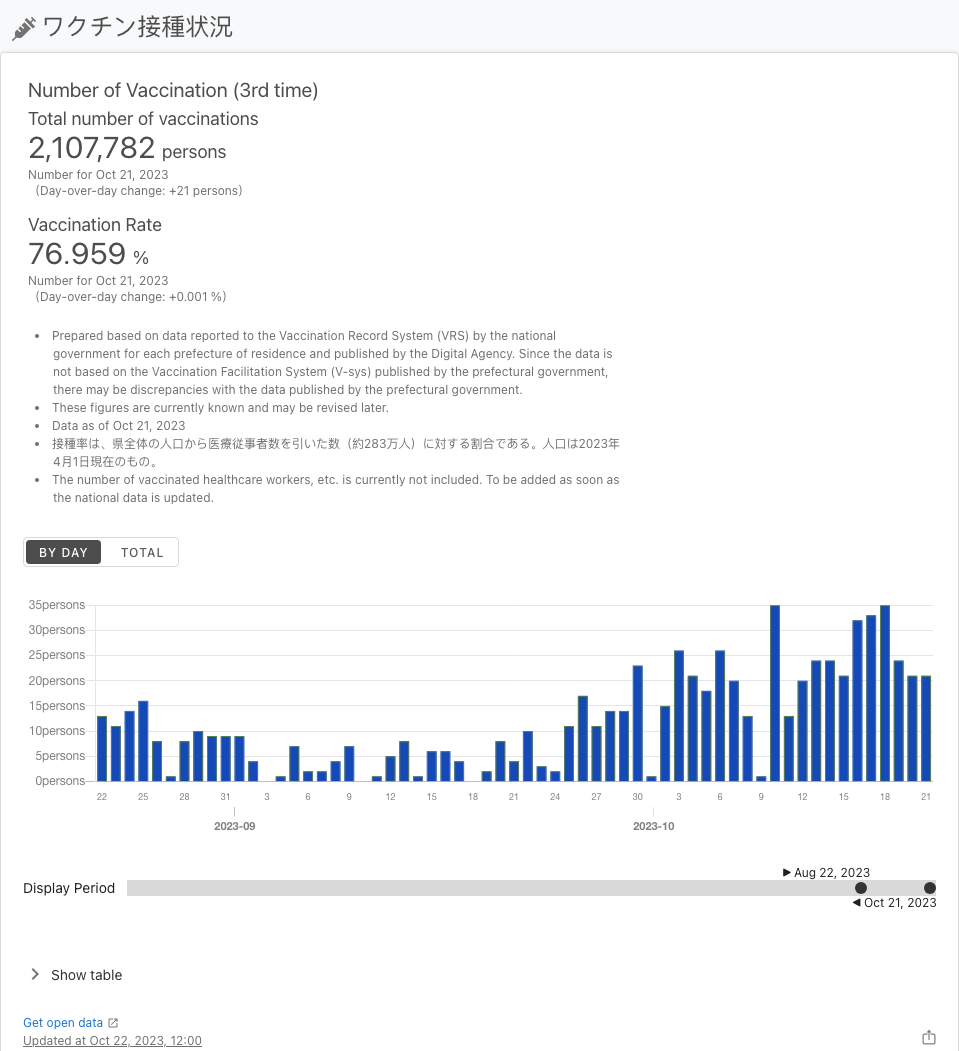 ワクチン接種状況
Number of Vaccination (3rd time)
Total number of vaccinations
2,107,782 persons
Number for Oct 21, 2023
(Day-over-day change: +21 persons)
Vaccination Rate
76.959 %
Number for Oct 21, 2023
(Day-over-day change: +0.001 %)
• Prepared based on data reported to the Vaccination Record System (VRS) by the national
government for each prefecture of residence and published by the Digital Agency. Since the data is
not based on the Vaccination Facilitation System (V-sys) published by the prefectural government,
there may be discrepancies with the data published by the prefectural government.
• These figures are currently known and may be revised later.
• Data as of Oct 21, 2023
• 接種率は、県全体の人口から医療従事者数を引いた数（約283万人）に対する割合である。人口は2023年
4月1日現在のもの。
• The number of vaccinated healthcare workers, etc. is currently not included. To be added as soon as
the national data is updated.
BY DAY TOTAL
35persons
30persons
25persons
20persons
15persons
10persons
5persons
0persons
22 25 28 31 3 6 9 12 15 18 21 24 27 30 3 6 9 12 15 18 21
2023-09 2023-10
▶ Aug 22, 2023
Display Period
◀ Oct 21, 2023
Show table
Get open data
Updated at Oct 22, 2023, 12:00